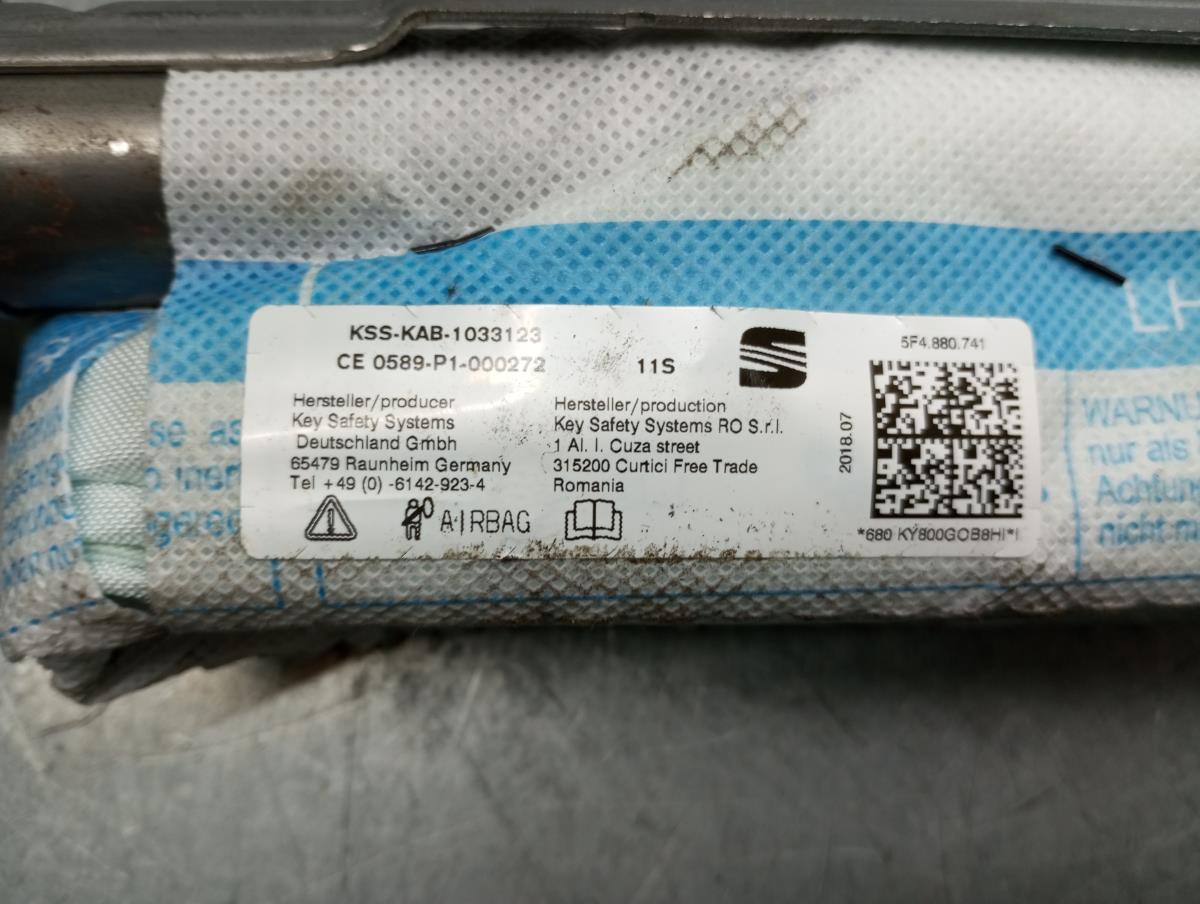 KSS-KAB-1033123
CE 0589-P1-000272
11S
Hersteller/producer
Key Safety Systems
Deutschland Gmbh
65479 Raunheim Germany
Tel +49 (0) -6142-923-4
AIRBAG
Hersteller/production
Key Safety Systems RO S.r.l.
1 Al. I. Cuza street
315200 Curtici Free Trade
Romania
2018.07
5F4.880.741
*680 KY800GOB8HI*I
LH
nur als
nicht